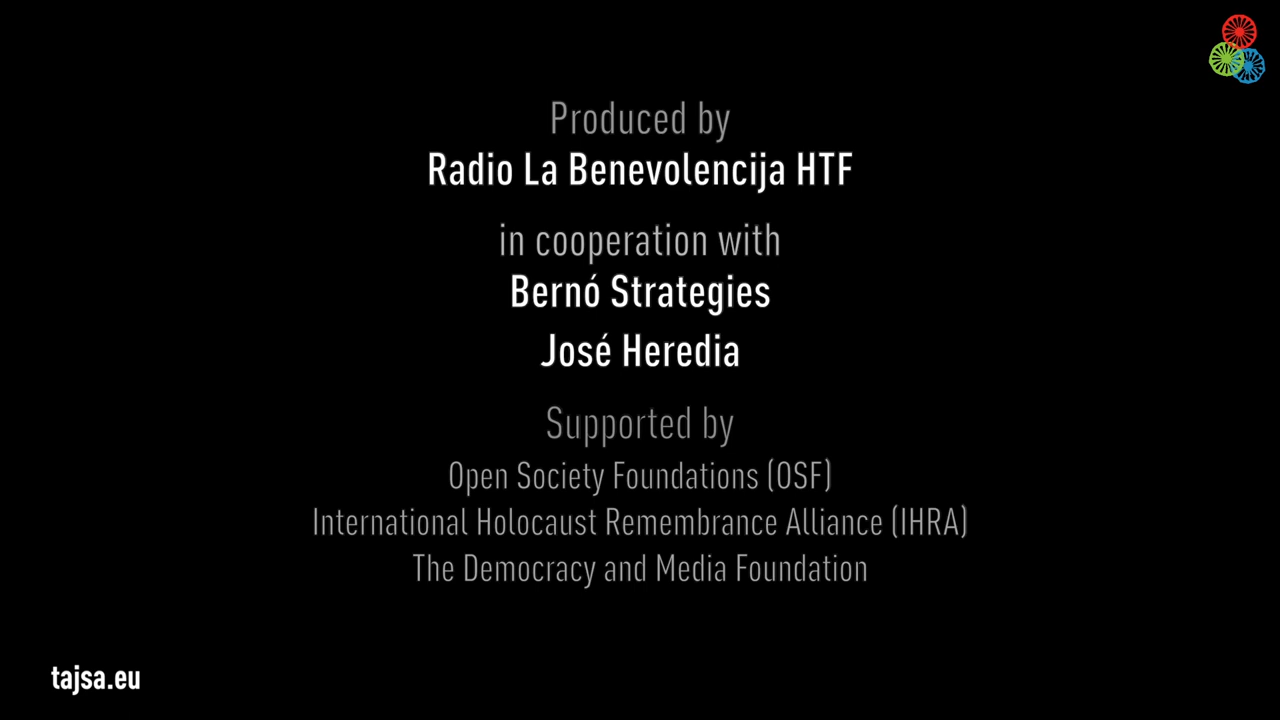 Produced by
Radio La Benevolencija HTF
in cooperation with
Bernó Strategies
José Heredia
Supported by
Open Society Foundations (OSF)
International Holocaust Remembrance Alliance (IHRA)
The Democracy and Media Foundation
tajsa.eu